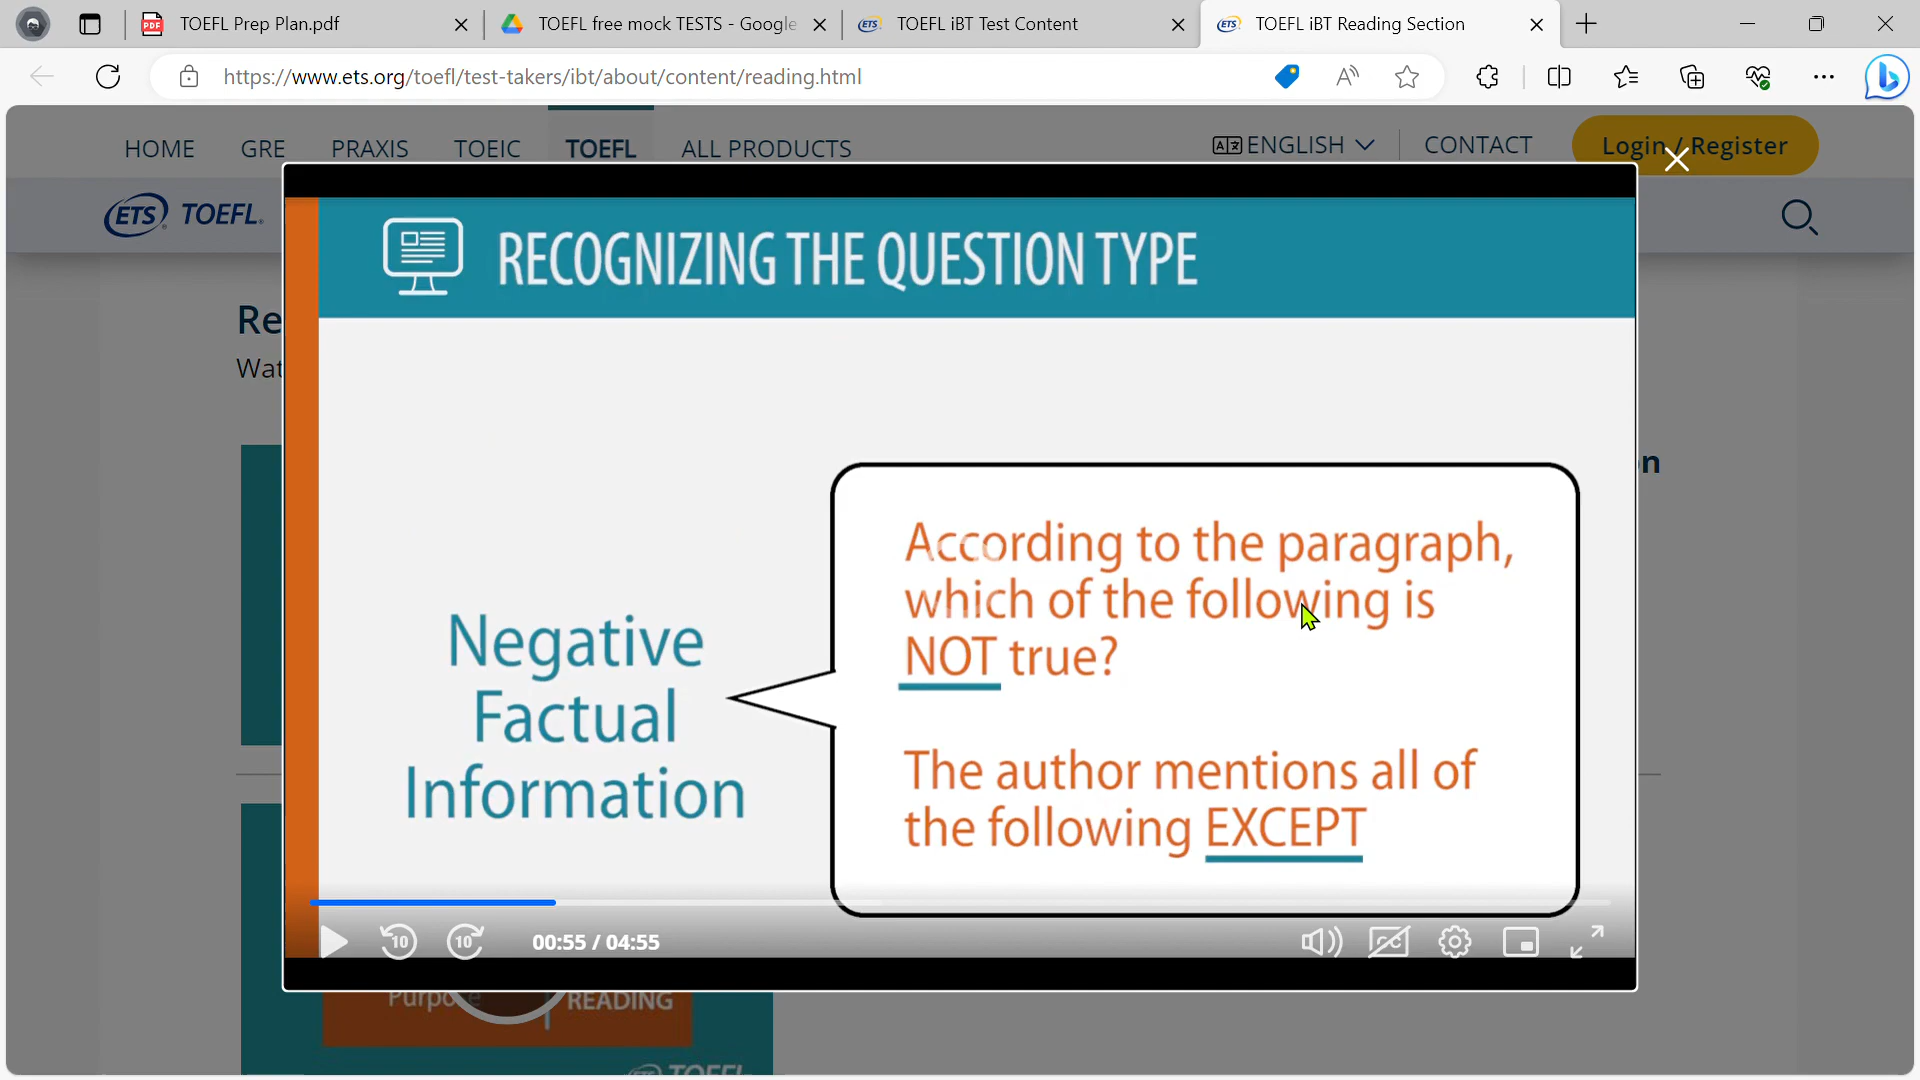 TOEFL Prep Plan.pdf
TOEFL free mock TESTS - Google
TOEFL iBT Test Content
TOEFL iBT Reading Section
https://www.ets.org/toefl/test-takers/ibt/about/content/reading.html
HOME GRE PRAXIS TOEIC TOEFL ALL PRODUCTS ENGLISH CONTACT Login / Register
ETS TOEFL
RECOGNIZING THE QUESTION TYPE
According to the paragraph,
which of the following is
NOT true?
Negative
Factual
Information
The author mentions all of
the following EXCEPT
10 10 00:55 / 04:55 CC
READING
TOEFL